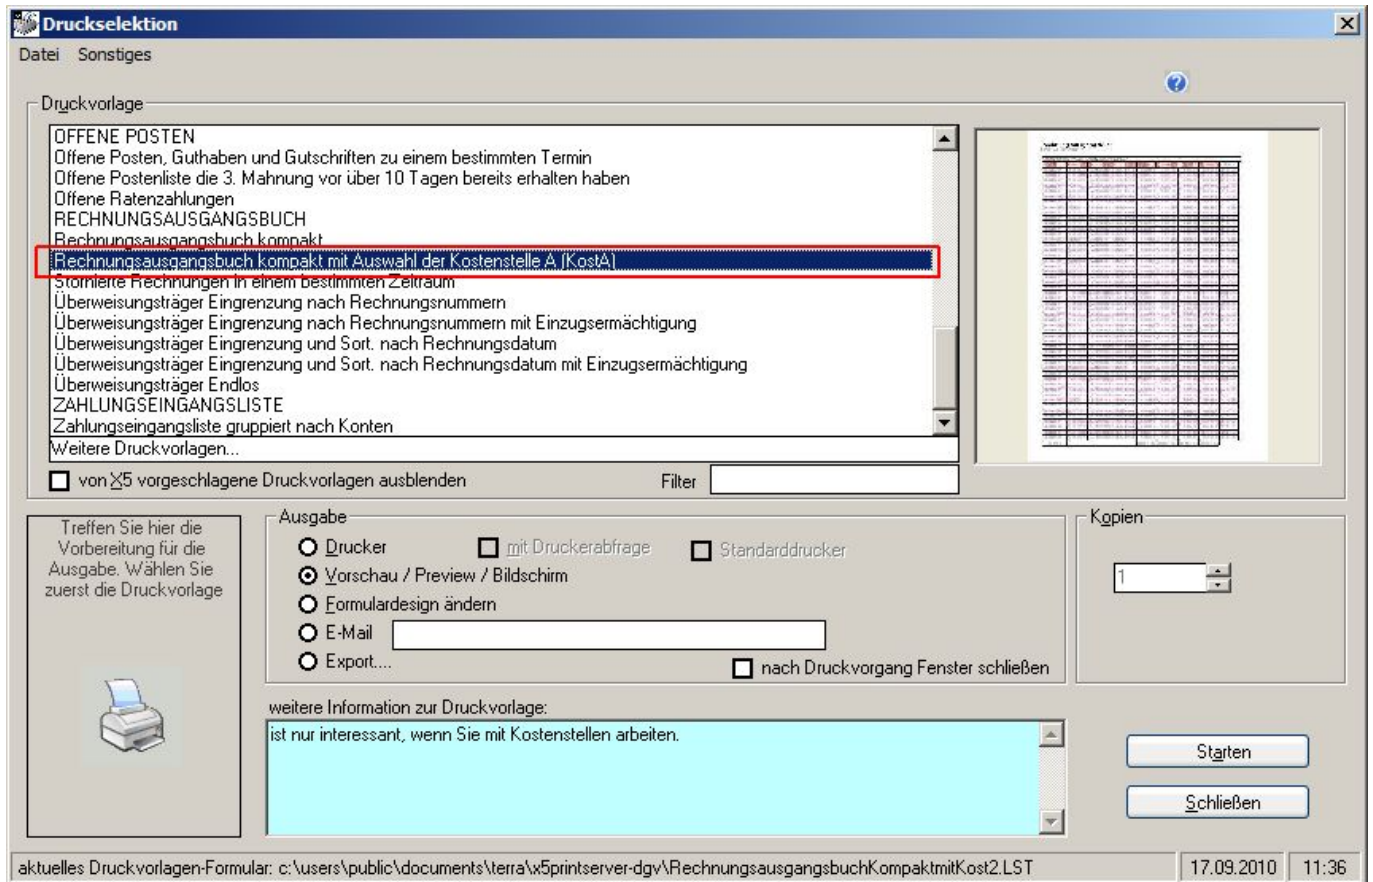 Druckselektion
Datei Sonstiges
Druckvorlage
OFFENE POSTEN
Offene Posten, Guthaben und Gutschriften zu einem bestimmten Termin
Offene Postenliste die 3. Mahnung vor über 10 Tagen bereits erhalten haben
Offene Ratenzahlungen
RECHNUNGSAUSGANGSBUCH
Rechnungsausgangsbuch kompakt
Rechnungsausgangsbuch kompakt mit Auswahl der Kostenstelle A (KostA)
Stornierte Rechnungen in einem bestimmten Zeitraum
Überweisungsträger Eingrenzung nach Rechnungsnummern
Überweisungsträger Eingrenzung nach Rechnungsnummern mit Einzugsermächtigung
Überweisungsträger Eingrenzung und Sort. nach Rechnungsdatum
Überweisungsträger Eingrenzung und Sort. nach Rechnungsdatum mit Einzugsermächtigung
Überweisungsträger Endlos
ZAHLUNGSEINGANGSLISTE
Zahlungseingangsliste gruppiert nach Konten
Weitere Druckvorlagen...
von X5 vorgeschlagene Druckvorlagen ausblenden Filter
Treffen Sie hier die
Vorbereitung für die
Ausgabe. Wählen Sie
zuerst die Druckvorlage
Ausgabe
Drucker mit Druckerabfrage Standarddrucker
Vorschau / Preview / Bildschirm
Formulardesign ändern
E-Mail
Export....
nach Druckvorgang Fenster schließen
Kopien
1
weitere Information zur Druckvorlage:
ist nur interessant, wenn Sie mit Kostenstellen arbeiten.
Starten
Schließen
aktuelles Druckvorlagen-Formular: c:\users\public\documents\terra\x5printserver-dgv\RechnungsausgangsbuchKompaktmitKost2.LST 17.09.2010 11:36